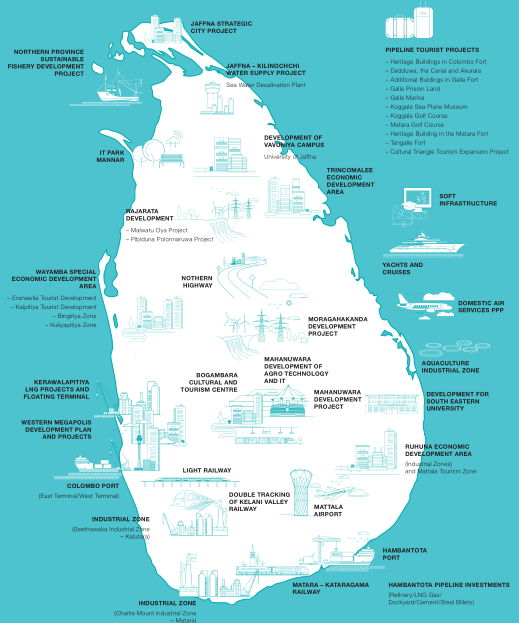 JAFFNA STRATEGIC
CITY PROJECT
NORTHERN PROVINCE
SUSTAINABLE
FISHERY DEVELOPMENT
PROJECT
JAFFNA – KILINOCHCHI
WATER SUPPLY PROJECT
Sea Water Desalination Plant
PIPELINE TOURIST PROJECTS
– Heritage Buildings in Colombo Fort
– Dedduwa, the Canal and Akurala
– Additional Buildings in Galle Fort
– Galle Prision Land
– Galle Marina
– Koggala Sea Plane Museum
– Koggala Golf Course
– Matara Golf Course
– Heritage Building in the Matara Fort
– Tangalle Fort
– Cultural Triangle Tourism Expansion Project
IT PARK
MANNAR
DEVELOPMENT OF
VAVUNIYA CAMPUS
University of Jaffna
TRINCOMALEE
ECONOMIC
DEVELOPMENT
AREA
SOFT
INFRASTRUCTURE
RAJARATA
DEVELOPMENT
– Malwatu Oya Project
– Pibiduna Polonnaruwa Project
YACHTS AND
CRUISES
WAYAMBA SPECIAL
ECONOMIC DEVELOPMENT
AREA
– Eranawila Tourist Development
– Kalpitiya Tourist Development
– Bingiriya Zone
– Kuliyapitiya Zone
NOTHERN
HIGHWAY
DOMESTIC AIR
SERVICES PPP
MORAGAHAKANDA
DEVELOPMENT
PROJECT
AQUACULTURE
INDUSTRIAL ZONE
MAHANUWARA
DEVELOPMENT OF
AGRO TECHNOLOGY
AND IT
BOGAMBARA
CULTURAL AND
TOURISM CENTRE
KERAWALAPITIYA
LNG PROJECTS AND
FLOATING TERMINAL
MAHANUWARA
DEVELOPMENT
PROJECT
DEVELOPMENT FOR
SOUTH EASTERN
UNIVERSITY
WESTERN MEGAPOLIS
DEVELOPMENT PLAN
AND PROJECTS
RUHUNA ECONOMIC
DEVELOPMENT AREA
(Industrial Zones)
and Mattala Tourism Zone
LIGHT RAILWAY
COLOMBO PORT
(East Terminal/West Terminal)
DOUBLE TRACKING
OF KELANI VALLEY
RAILWAY
MATTALA
AIRPORT
INDUSTRIAL ZONE
(Seethawaka Industrial Zone
– Kalutara)
HAMBANTOTA
PORT
MATARA – KATARAGAMA
RAILWAY
HAMBANTOTA PIPELINE INVESTMENTS
(Refinery/LNG Gas/
Dockyard/Cement/Steel Billets)
INDUSTRIAL ZONE
(Charlie Mount industrial Zone
– Matara)